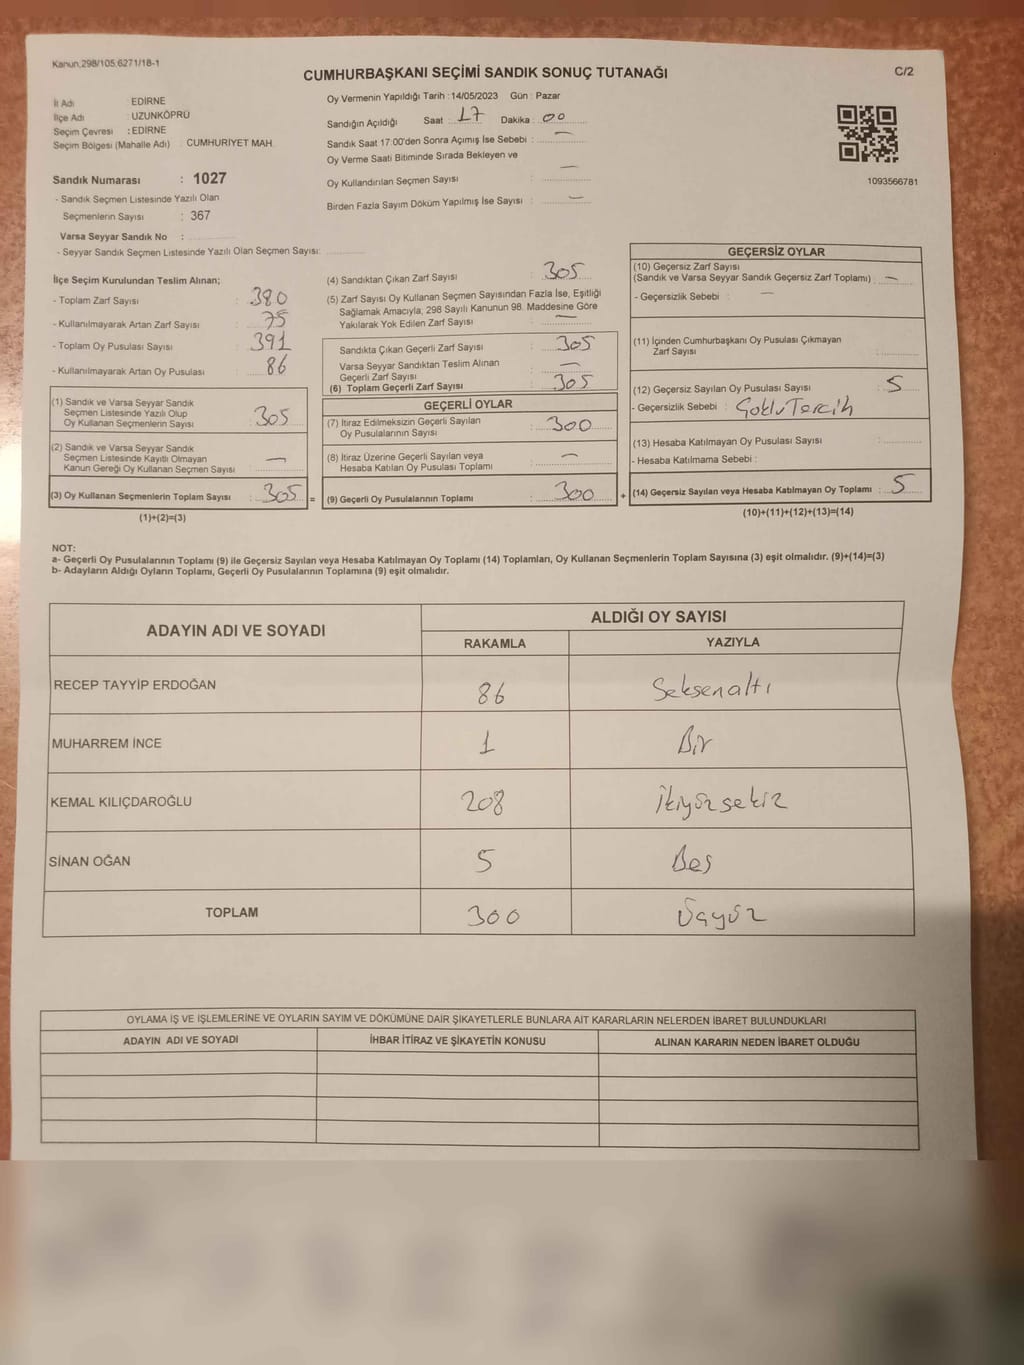 Kanun.298/105;6271/18-1
CUMHURBAŞKANI SEÇİMİ SANDIK SONUÇ TUTANAĞI
C/2
İl Adı EDİRNE
İlçe Adı : UZUNKÖPRÜ
Seçim Çevresi : EDİRNE
Seçim Bölgesi (Mahalle Adı) CUMHURİYET MAH.
Sandık Numarası : 1027
- Sandık Seçmen Listesinde Yazılı Olan
Seçmenlerin Sayısı : 367
Varsa Seyyar Sandık No :
- Seyyar Sandık Seçmen Listesinde Yazılı Olan Seçmen Sayısı:
Oy Vermenin Yapıldığı Tarih : 14/05/2023 Gün : Pazar
Sandığın Açıldığı Saat : 17 Dakika : 00
Sandık Saat 17.00'den Sonra Açımış İse Sebebi : —
Oy Verme Saati Bitiminde Sırada Bekleyen ve
Oy Kullandırılan Seçmen Sayısı : —
Birden Fazla Sayım Döküm Yapılmış İse Sayısı : —
1093566781
İlçe Seçim Kurulundan Teslim Alınan;
- Toplam Zarf Sayısı : 380
- Kullanılmayarak Artan Zarf Sayısı : 75
- Toplam Oy Pusulası Sayısı : 391
- Kullanılmayarak Artan Oy Pusulası : 86
(1) Sandık ve Varsa Seyyar Sandık
Seçmen Listesinde Yazılı Olup
Oy Kullanan Seçmenlerin Sayısı : 305
(2) Sandık ve Varsa Seyyar Sandık
Seçmen Listesinde Kayıtlı Olmayan
Kanun Gereği Oy Kullanan Seçmen Sayısı : —
(3) Oy Kullanan Seçmenlerin Toplam Sayısı : 305 =
(1)+(2)=(3)
(4) Sandıktan Çıkan Zarf Sayısı : 305
(5) Zarf Sayısı Oy Kullanan Seçmen Sayısından Fazla İse, Eşitliği
Sağlamak Amacıyla, 298 Sayılı Kanunun 98. Maddesine Göre
Yakılarak Yok Edilen Zarf Sayısı : —
Sandıkta Çıkan Geçerli Zarf Sayısı : 305
Varsa Seyyar Sandıktan Teslim Alınan
Geçerli Zarf Sayısı : —
(6) Toplam Geçerli Zarf Sayısı : 305
GEÇERLİ OYLAR
(7) İtiraz Edilmeksizin Geçerli Sayılan
Oy Pusulalarının Sayısı : 300
(8) İtiraz Üzerine Geçerli Sayılan veya
Hesaba Katılan Oy Pusulası Toplamı : —
(9) Geçerli Oy Pusulalarının Toplamı : 300 +
GEÇERSİZ OYLAR
(10) Geçersiz Zarf Sayısı
(Sandık ve Varsa Seyyar Sandık Geçersiz Zarf Toplamı) : —
- Geçersizlik Sebebi : —
(11) İçinden Cumhurbaşkanı Oy Pusulası Çıkmayan
Zarf Sayısı :
(12) Geçersiz Sayılan Oy Pusulası Sayısı : 5
- Geçersizlik Sebebi : Çoklu Tercih
(13) Hesaba Katılmayan Oy Pusulası Sayısı :
- Hesaba Katılmama Sebebi :
(14) Geçersiz Sayılan veya Hesaba Katılmayan Oy Toplamı : 5
(10)+(11)+(12)+(13)=(14)
NOT:
a- Geçerli Oy Pusulalarının Toplamı (9) ile Geçersiz Sayılan veya Hesaba Katılmayan Oy Toplamı (14) Toplamları, Oy Kullanan Seçmenlerin Toplam Sayısına (3) eşit olmalıdır. (9)+(14)=(3)
b- Adayların Aldığı Oyların Toplamı, Geçerli Oy Pusulalarının Toplamına (9) eşit olmalıdır.
ADAYIN ADI VE SOYADI ALDIĞI OY SAYISI
RAKAMLA YAZIYLA
RECEP TAYYİP ERDOĞAN 86 Seksenaltı
MUHARREM İNCE 1 Bir
KEMAL KILIÇDAROĞLU 208 İkiyüzsekiz
SİNAN OĞAN 5 Beş
TOPLAM 300 Üçyüz
OYLAMA İŞ VE İŞLEMLERİNE VE OYLARIN SAYIM VE DÖKÜMÜNE DAİR ŞİKAYETLERLE BUNLARA AİT KARARLARIN NELERDEN İBARET BULUNDUKLARI
ADAYIN ADI VE SOYADI İHBAR İTİRAZ VE ŞİKAYETİN KONUSU ALINAN KARARIN NEDEN İBARET OLDUĞU